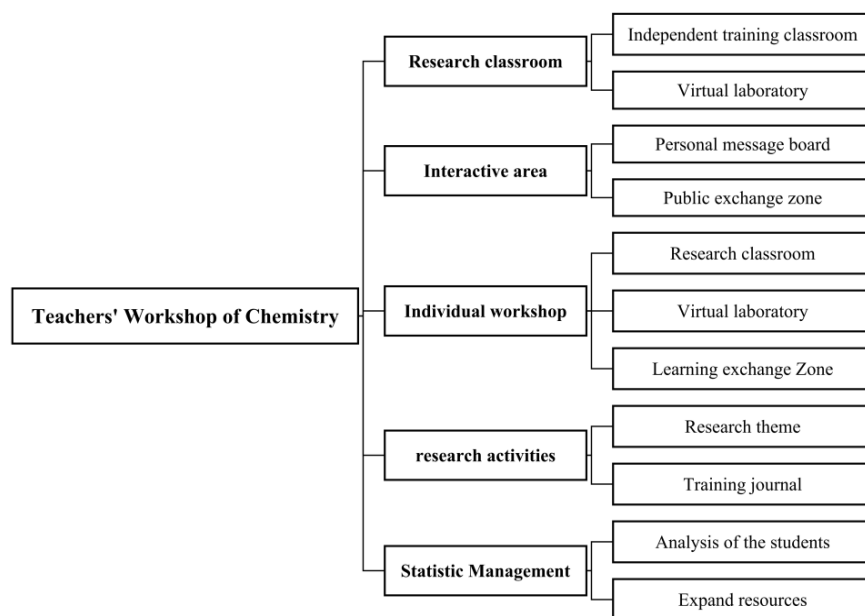 Teachers' Workshop of Chemistry
Research classroom
Independent training classroom
Virtual laboratory
Interactive area
Personal message board
Public exchange zone
Individual workshop
Research classroom
Virtual laboratory
Learning exchange Zone
research activities
Research theme
Training journal
Statistic Management
Analysis of the students
Expand resources